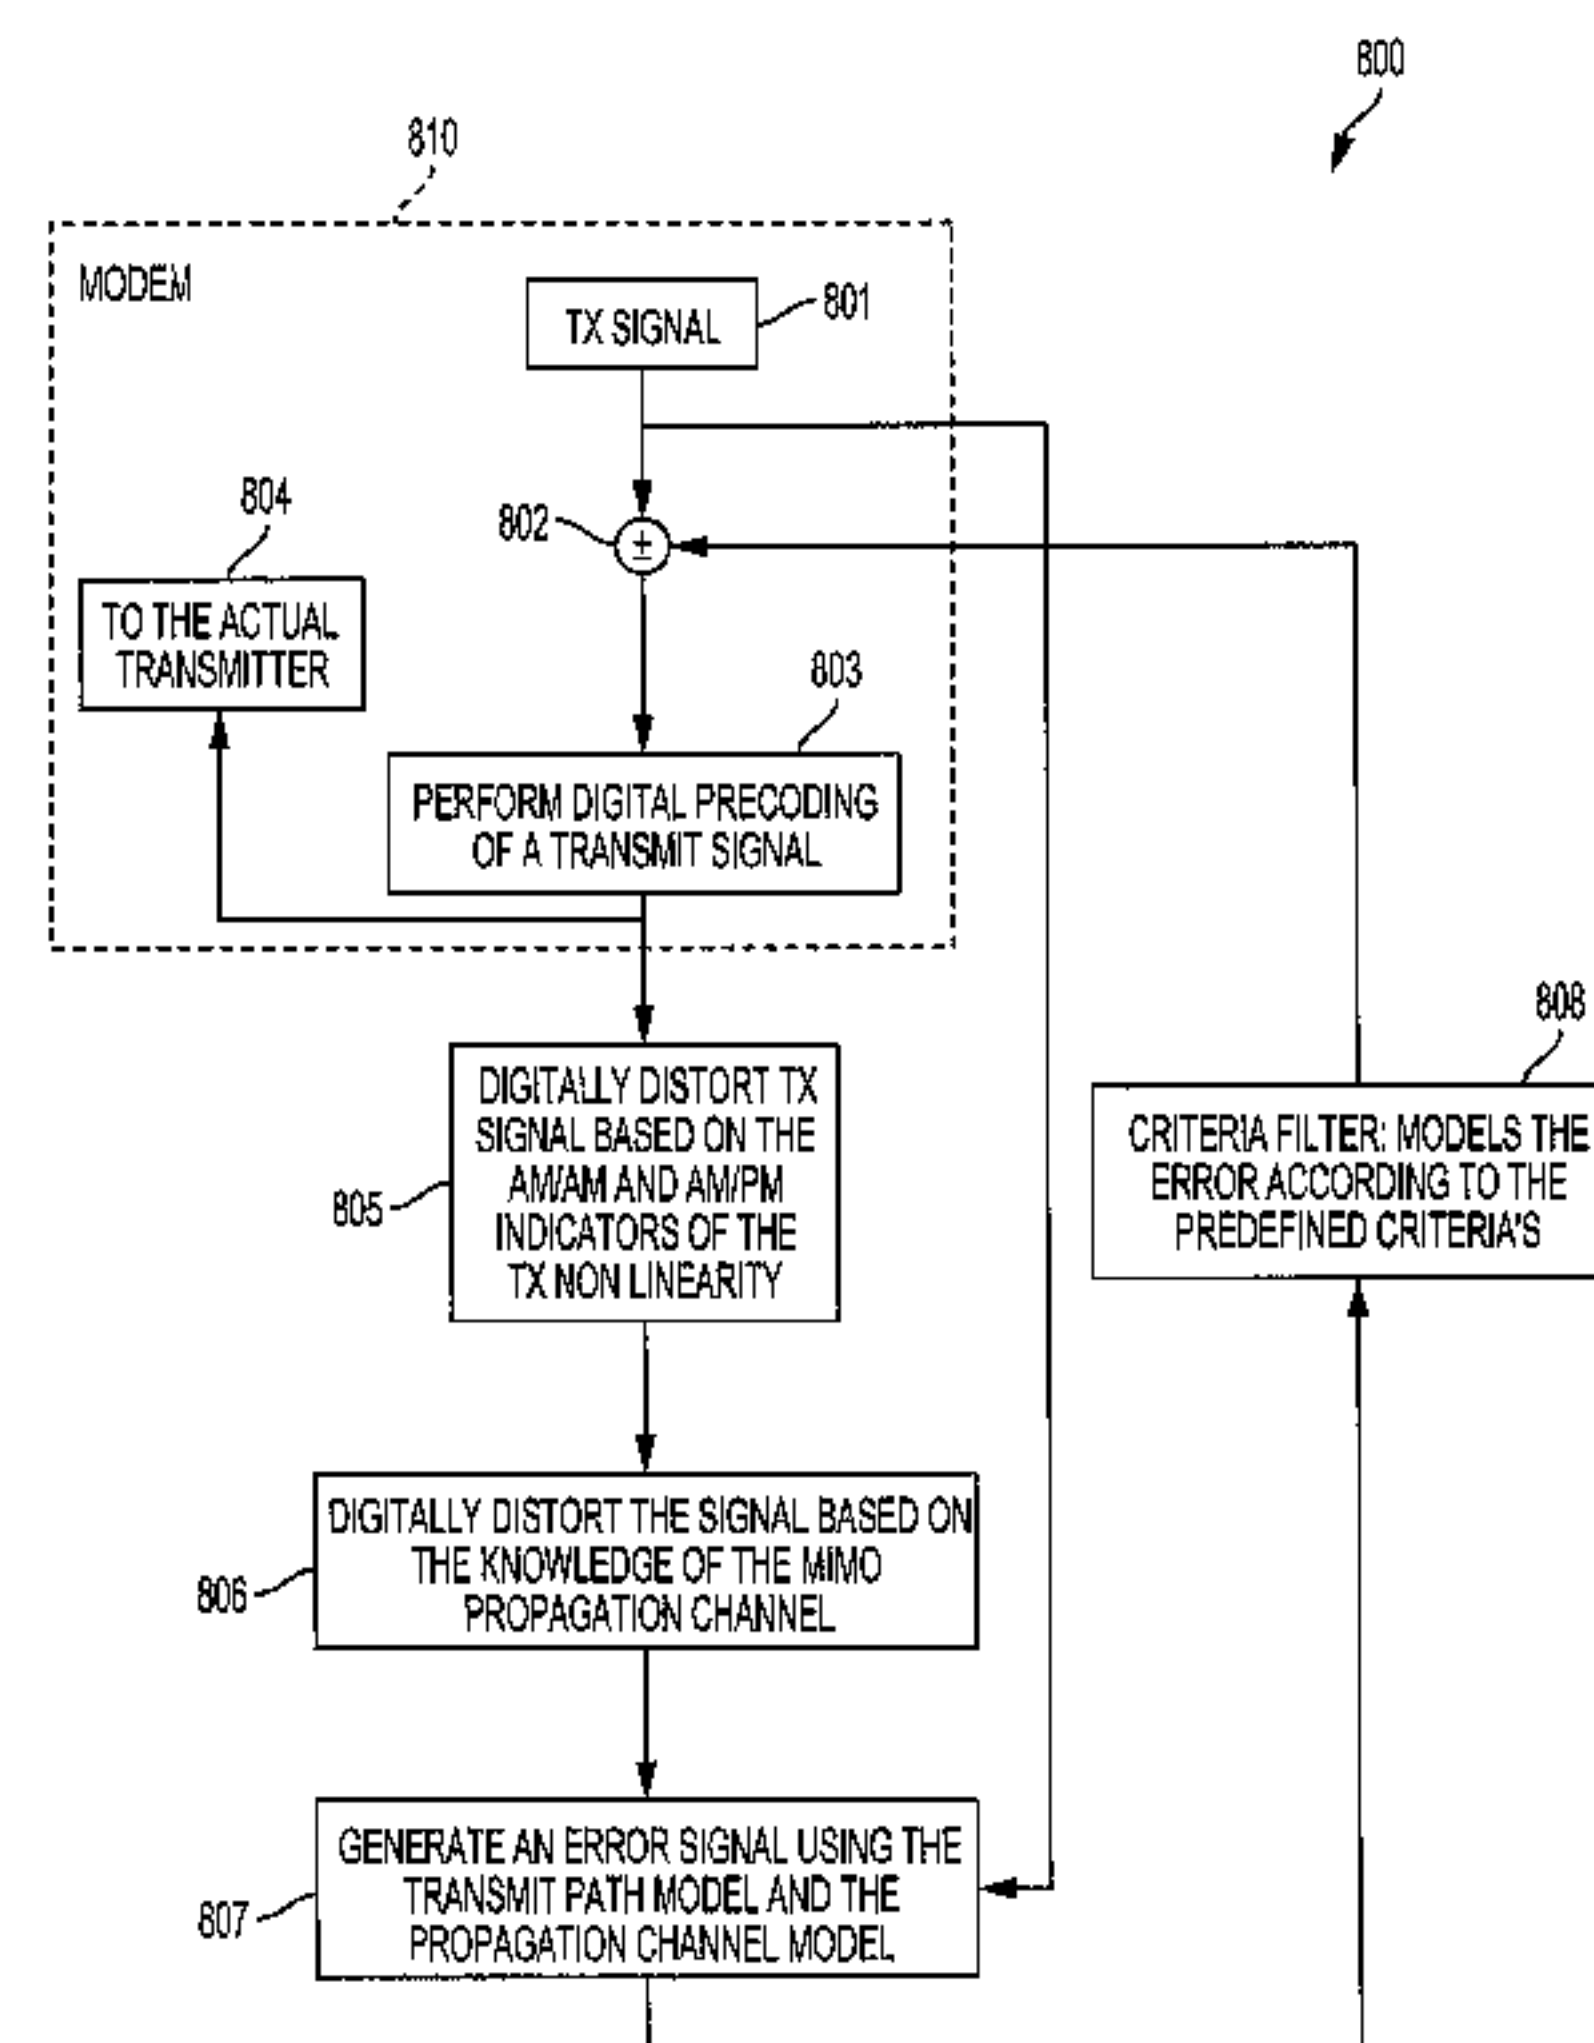 800
810
MODEM
TX SIGNAL
801
802
±
804
TO THE ACTUAL
TRANSMITTER
803
PERFORM DIGITAL PRECODING
OF A TRANSMIT SIGNAL
805
DIGITALLY DISTORT TX
SIGNAL BASED ON THE
AM/AM AND AM/PM
INDICATORS OF THE
TX NON LINEARITY
808
CRITERIA FILTER: MODELS THE
ERROR ACCORDING TO THE
PREDEFINED CRITERIA'S
806
DIGITALLY DISTORT THE SIGNAL BASED ON
THE KNOWLEDGE OF THE MIMO
PROPAGATION CHANNEL
807
GENERATE AN ERROR SIGNAL USING THE
TRANSMIT PATH MODEL AND THE
PROPAGATION CHANNEL MODEL